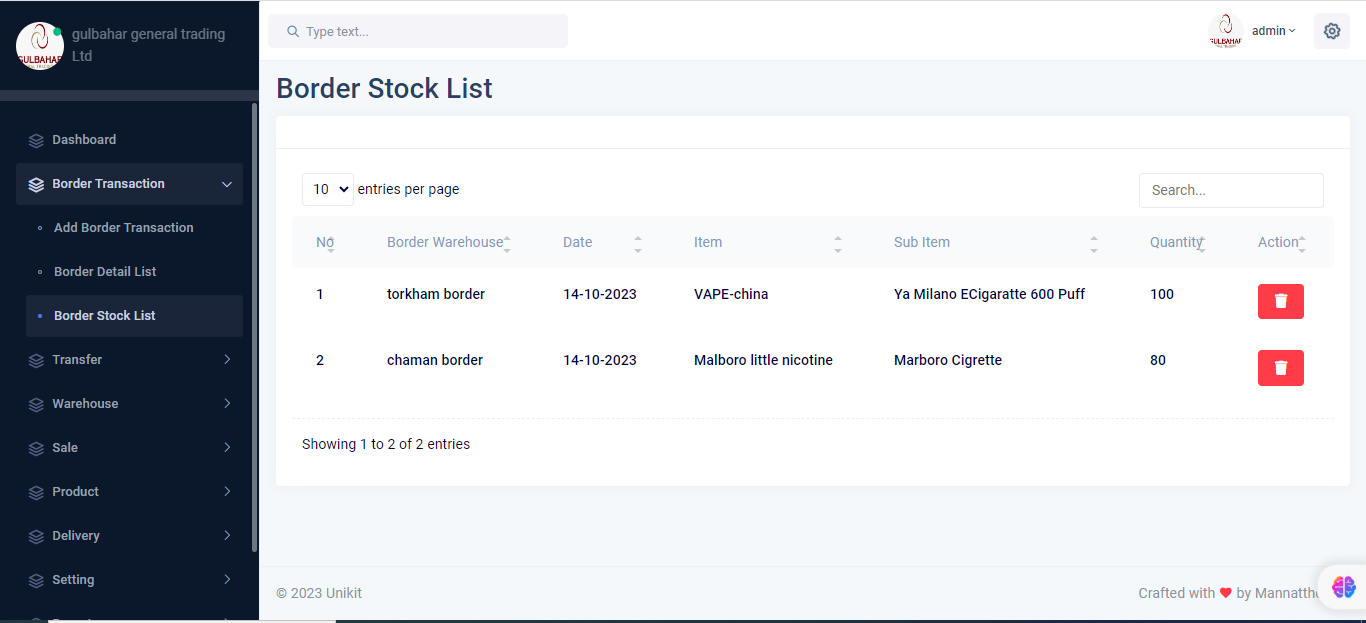 GULBAHAR
gulbahar general trading
Ltd
Dashboard
Border Transaction
Add Border Transaction
Border Detail List
Border Stock List
Transfer
Warehouse
Sale
Product
Delivery
Setting
Type text...
GULBAHAR
admin
Border Stock List
10 entries per page
Search...
No Border Warehouse Date Item Sub Item Quantity Action
1 torkham border 14-10-2023 VAPE-china Ya Milano ECigaratte 600 Puff 100
2 chaman border 14-10-2023 Malboro little nicotine Marboro Cigrette 80
Showing 1 to 2 of 2 entries
© 2023 Unikit
Crafted with ❤ by Mannatth